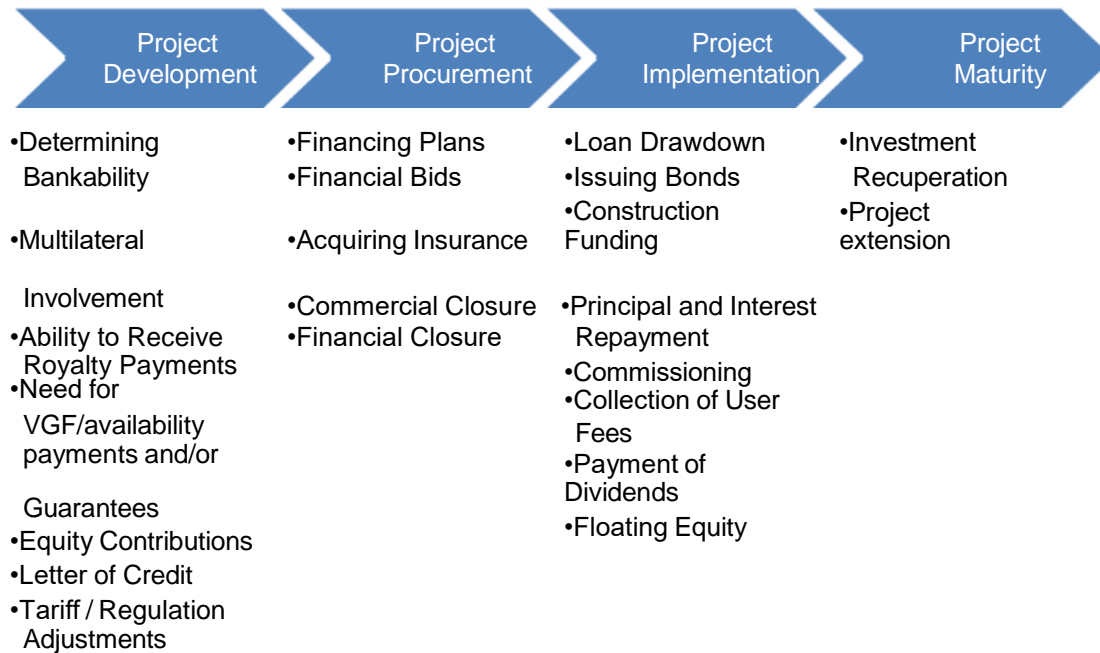 Project
Development
Project
Procurement
Project
Implementation
Project
Maturity
•Determining
Bankability
•Multilateral
Involvement
•Ability to Receive
Royalty Payments
•Need for
VGF/availability
payments and/or
Guarantees
•Equity Contributions
•Letter of Credit
•Tariff / Regulation
Adjustments
•Financing Plans
•Financial Bids
•Acquiring Insurance
•Commercial Closure
•Financial Closure
•Loan Drawdown
•Issuing Bonds
•Construction
Funding
•Principal and Interest
Repayment
•Commissioning
•Collection of User
Fees
•Payment of
Dividends
•Floating Equity
•Investment
Recuperation
•Project
extension